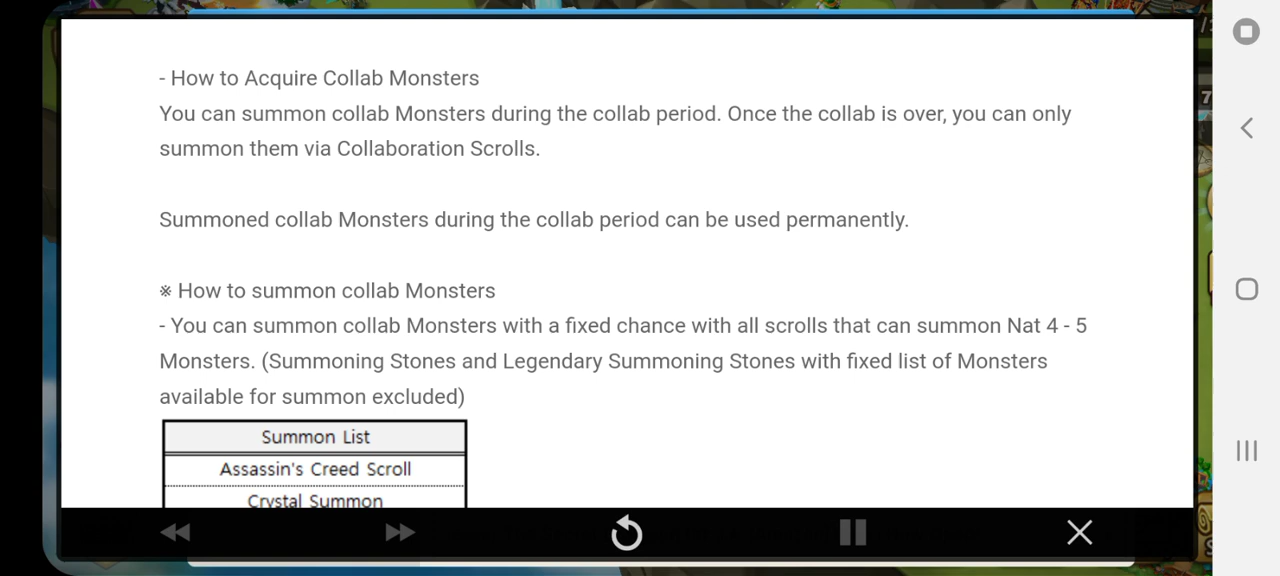 - How to Acquire Collab Monsters
You can summon collab Monsters during the collab period. Once the collab is over, you can only
summon them via Collaboration Scrolls.
Summoned collab Monsters during the collab period can be used permanently.
※ How to summon collab Monsters
- You can summon collab Monsters with a fixed chance with all scrolls that can summon Nat 4 - 5
Monsters. (Summoning Stones and Legendary Summoning Stones with fixed list of Monsters
available for summon excluded)
Summon List
Assassin's Creed Scroll
Crystal Summon